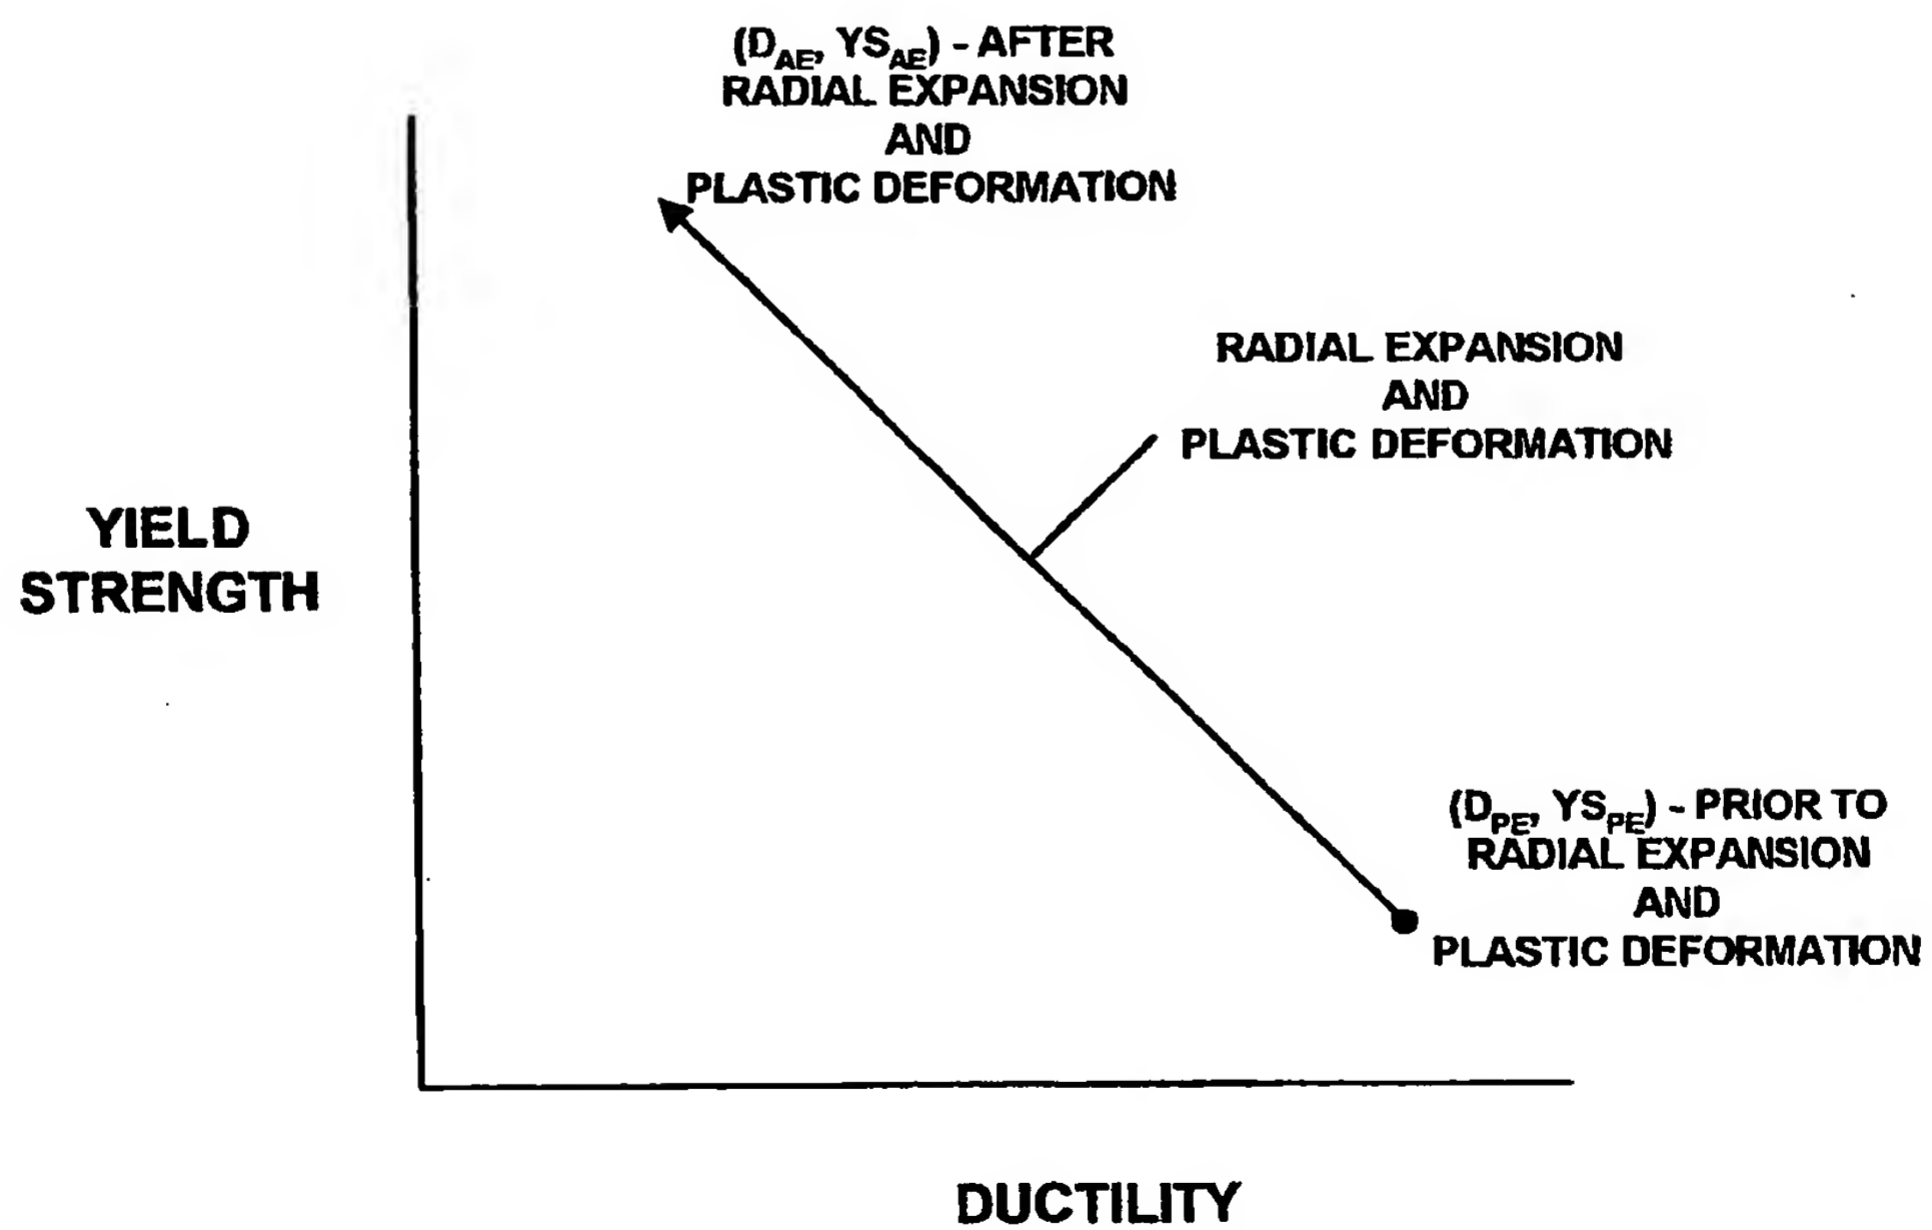 (D_AE, YS_AE) - AFTER
RADIAL EXPANSION
AND
PLASTIC DEFORMATION
RADIAL EXPANSION
AND
PLASTIC DEFORMATION
YIELD
STRENGTH
(D_PE, YS_PE) - PRIOR TO
RADIAL EXPANSION
AND
PLASTIC DEFORMATION
DUCTILITY